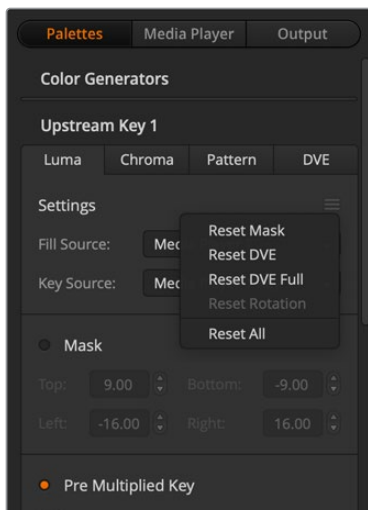 Palettes Media Player Output
Color Generators
Upstream Key 1
Luma Chroma Pattern DVE
Settings
Reset Mask
Fill Source:
Reset DVE
Reset DVE Full
Key Source:
Reset Rotation
Reset All
Mask
Top: 9.00 Bottom: -9.00
Left: -16.00 Right: 16.00
Pre Multiplied Key